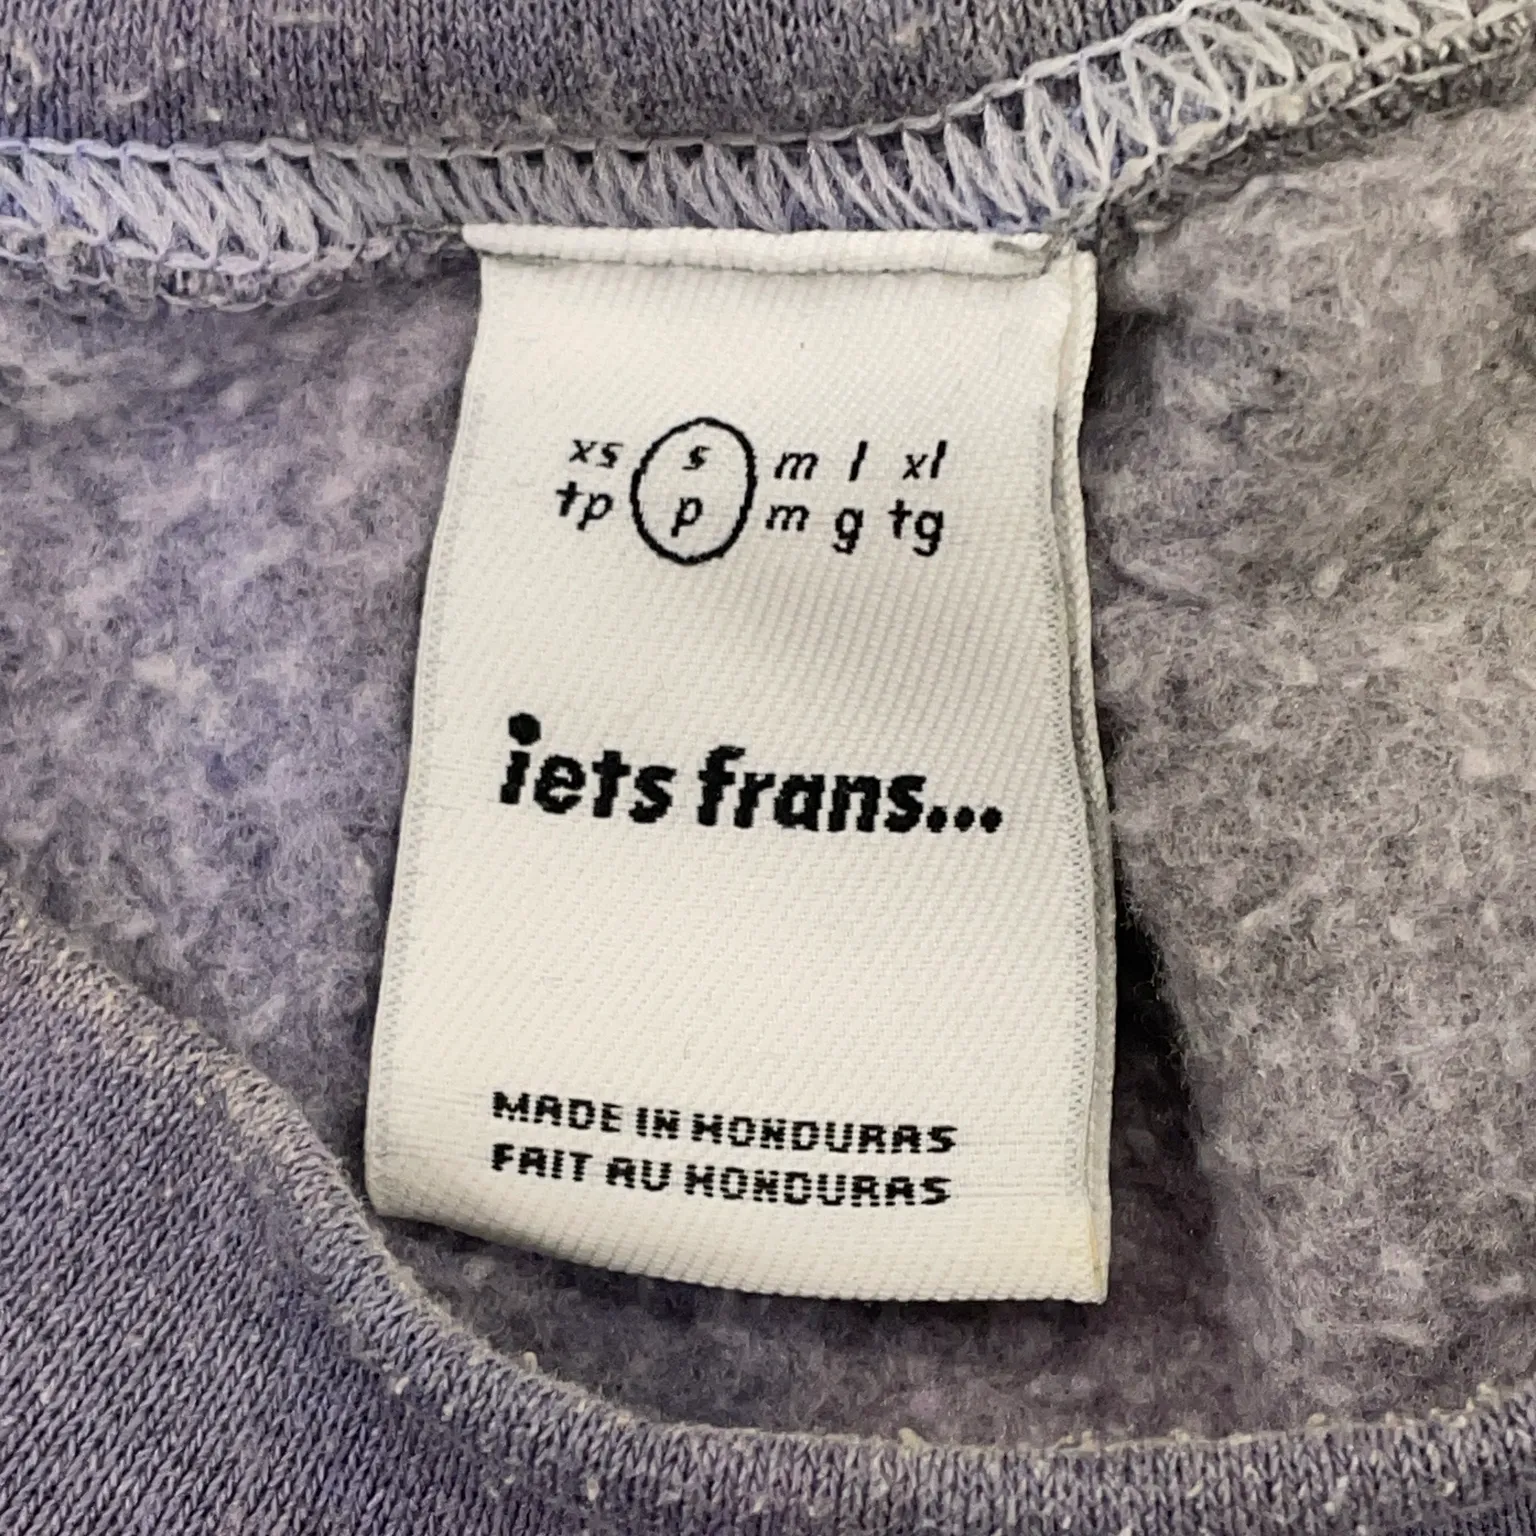 xs s m l xl
tp p m g tg
iets frans...
MADE IN HONDURAS
FAIT AU HONDURAS